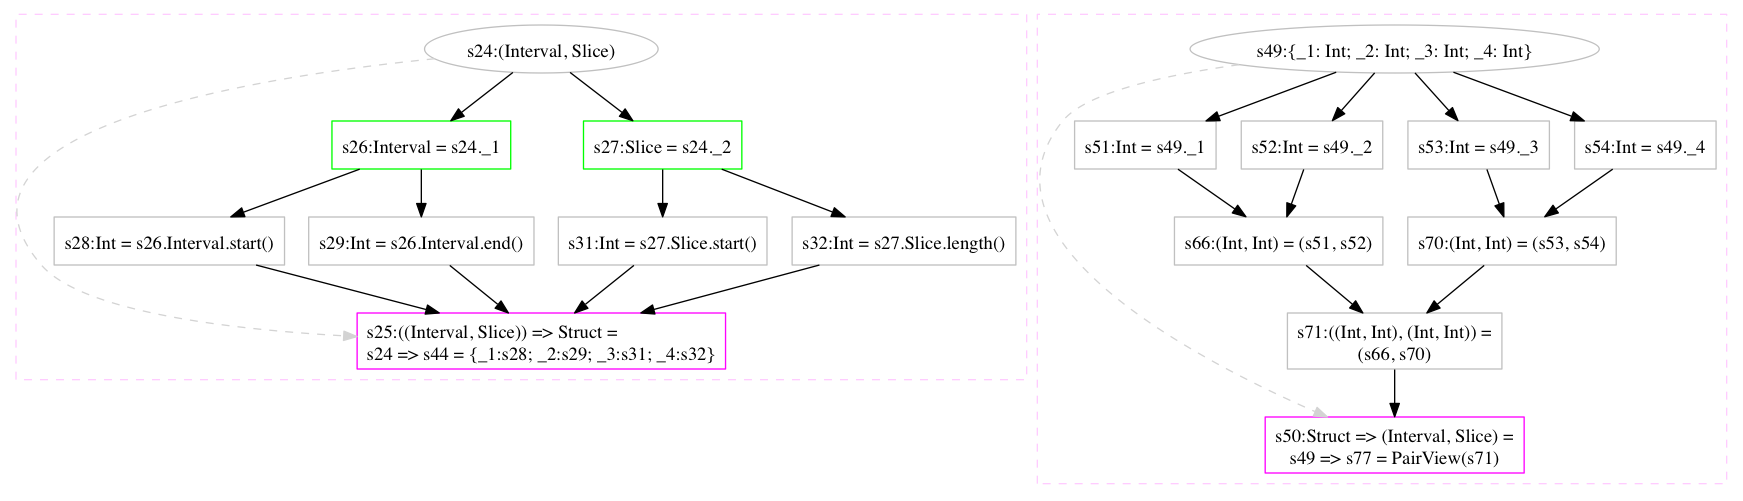 s24:(Interval, Slice)
s26:Interval = s24._1
s27:Slice = s24._2
s28:Int = s26.Interval.start()
s29:Int = s26.Interval.end()
s31:Int = s27.Slice.start()
s32:Int = s27.Slice.length()
s25:((Interval, Slice)) => Struct =
s24 => s44 = {_1:s28; _2:s29; _3:s31; _4:s32}
s49:{_1: Int; _2: Int; _3: Int; _4: Int}
s51:Int = s49._1
s52:Int = s49._2
s53:Int = s49._3
s54:Int = s49._4
s66:(Int, Int) = (s51, s52)
s70:(Int, Int) = (s53, s54)
s71:((Int, Int), (Int, Int)) =
(s66, s70)
s50:Struct => (Interval, Slice) =
s49 => s77 = PairView(s71)